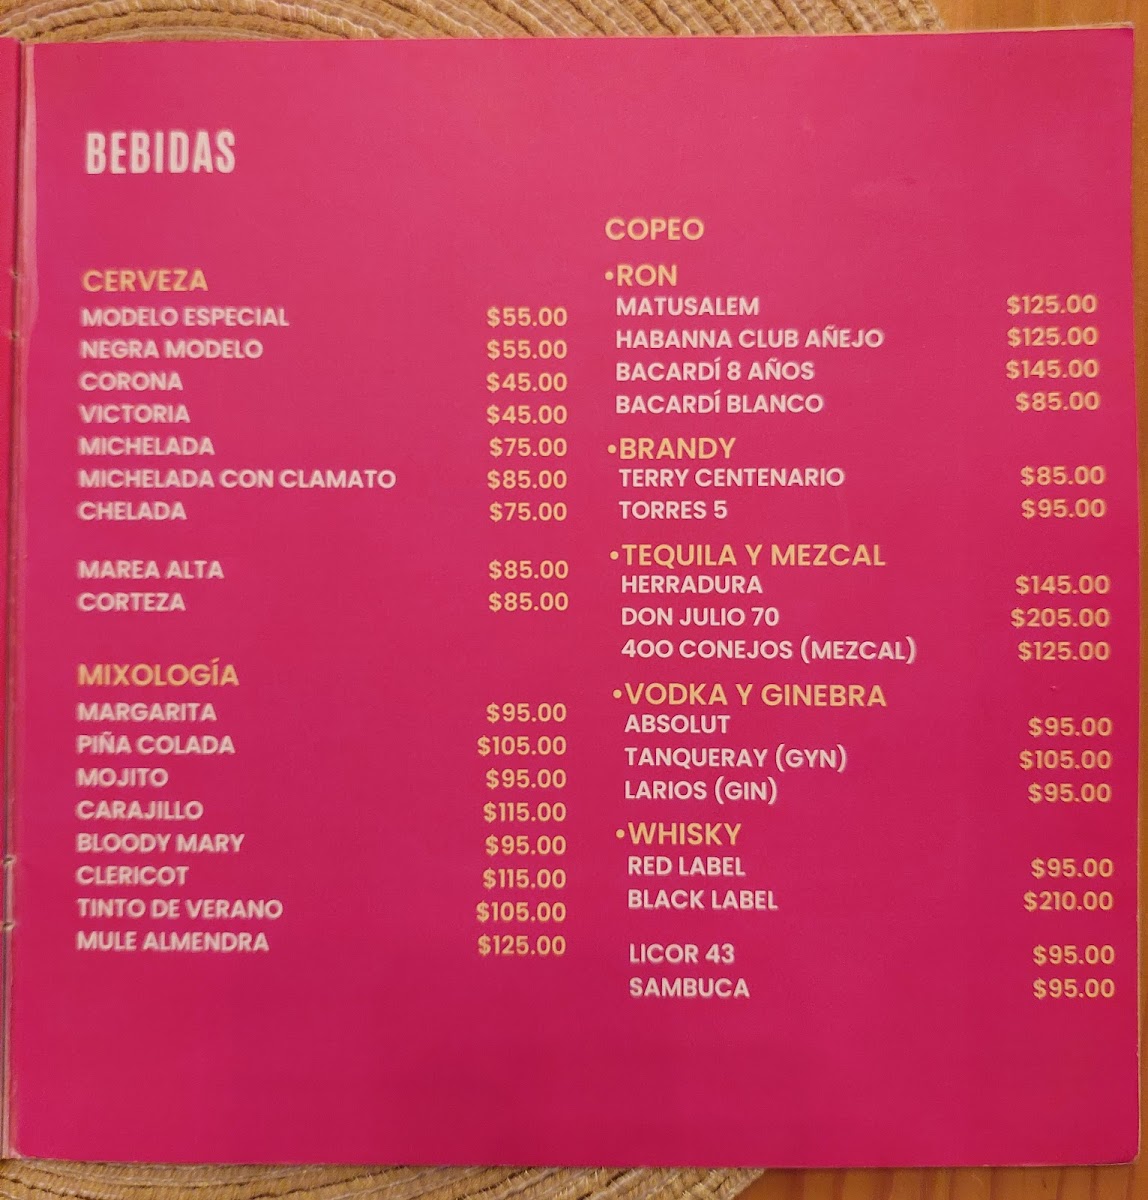 BEBIDAS
CERVEZA
MODELO ESPECIAL $55.00
NEGRA MODELO $55.00
CORONA $45.00
VICTORIA $45.00
MICHELADA $75.00
MICHELADA CON CLAMATO $85.00
CHELADA $75.00
MAREA ALTA $85.00
CORTEZA $85.00
MIXOLOGÍA
MARGARITA $95.00
PIÑA COLADA $105.00
MOJITO $95.00
CARAJILLO $115.00
BLOODY MARY $95.00
CLERICOT $115.00
TINTO DE VERANO $105.00
MULE ALMENDRA $125.00
COPEO
•RON
MATUSALEM $125.00
HABANNA CLUB AÑEJO $125.00
BACARDÍ 8 AÑOS $145.00
BACARDÍ BLANCO $85.00
•BRANDY
TERRY CENTENARIO $85.00
TORRES 5 $95.00
•TEQUILA Y MEZCAL
HERRADURA $145.00
DON JULIO 70 $205.00
400 CONEJOS (MEZCAL) $125.00
•VODKA Y GINEBRA
ABSOLUT $95.00
TANQUERAY (GYN) $105.00
LARIOS (GIN) $95.00
•WHISKY
RED LABEL $95.00
BLACK LABEL $210.00
LICOR 43 $95.00
SAMBUCA $95.00